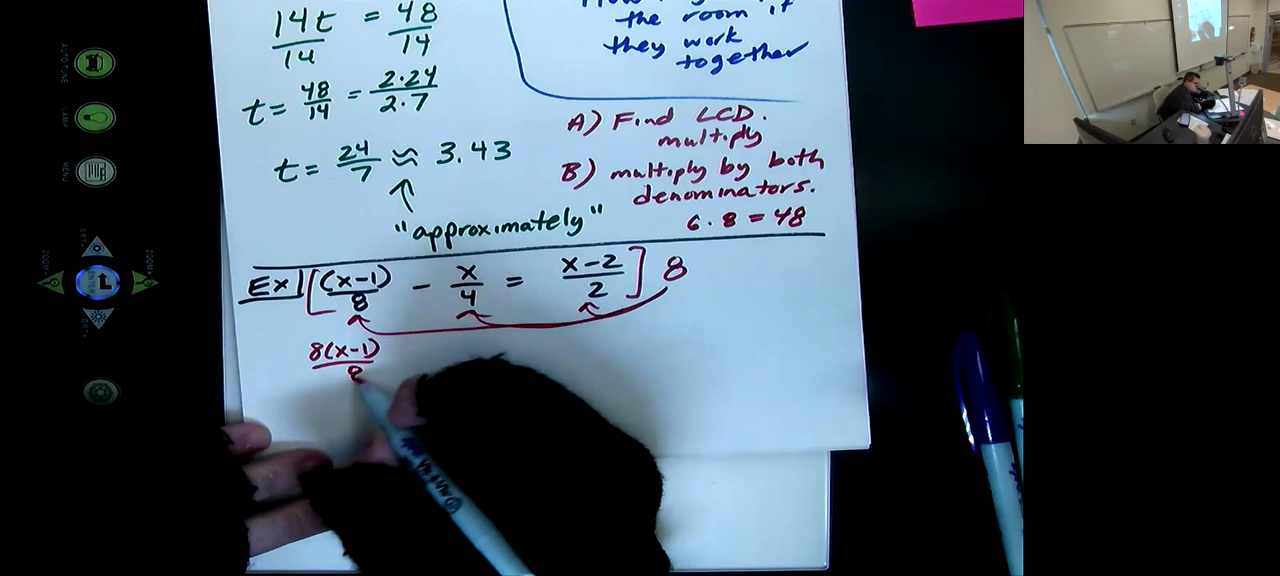 14t = 48
14 14
t = 48/14 = 2·24/2·7
t = 24/7 ≈ 3.43
"approximately"
the room if
they work
together
A) Find LCD.
multiply
B) multiply by both
denominators.
6·8 = 48
Ex1 [(x-1)/8 - x/4 = x-2/2] 8
8(x-1)/8
MENU